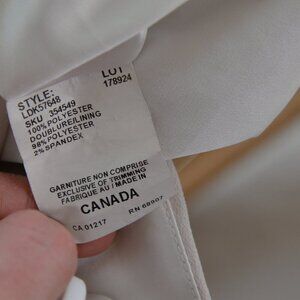 STYLE:
LDK57648
LOT
178924
SKU 354549
100%POLYESTER
DOUBLURE/LINING
98%POLYESTER
2% SPANDEX
GARNITURE NON COMPRISE
EXCLUSIVE OF TRIMMING
FABRIQUE AU / MADE IN
CANADA
CA 01217
RN 68907